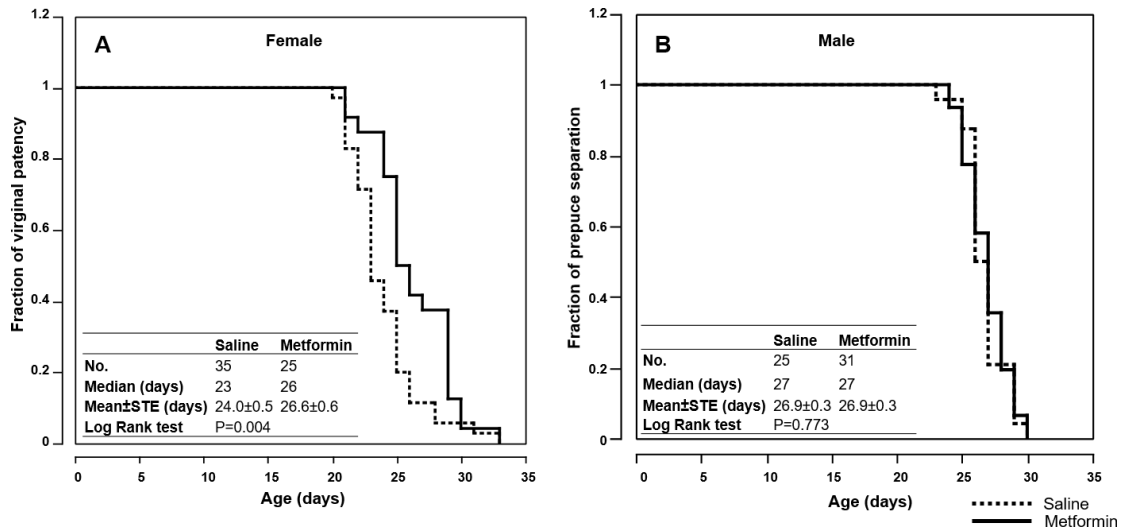 A
Female
Fraction of virginal patency
1.2
1
0.8
0.6
0.4
0.2
0
Saline Metformin
No. 35 25
Median (days) 23 26
Mean±STE (days) 24.0±0.5 26.6±0.6
Log Rank test P=0.004
0 5 10 15 20 25 30 35
Age (days)
B
Male
Fraction of prepuce separation
1.2
1
0.8
0.6
0.4
0.2
0
Saline Metformin
No. 25 31
Median (days) 27 27
Mean±STE (days) 26.9±0.3 26.9±0.3
Log Rank test P=0.773
0 5 10 15 20 25 30 35
Age (days)
Saline
Metformin